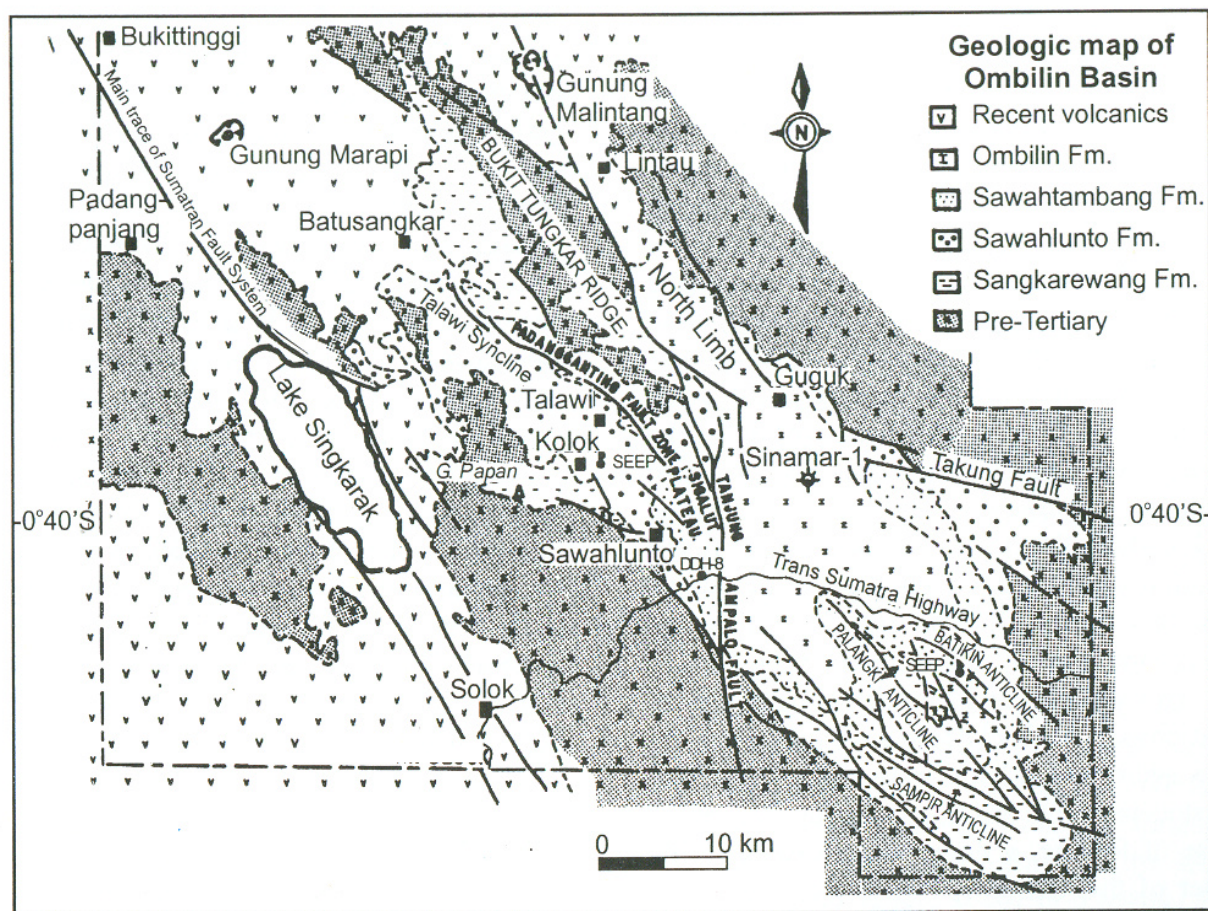 Geologic map of
Ombilin Basin
Recent volcanics
Ombilin Fm.
Sawahtambang Fm.
Sawahlunto Fm.
Sangkarewang Fm.
Pre-Tertiary
N
Bukittinggi
Main trace of Sumatran Fault System
Gunung
Malintang
Gunung Marapi
Lintau
BUKIT TUNGKAR RIDGE
Padang-
panjang
Batusangkar
North Limb
Talawi Syncline
PADANGGANTING FAULT ZONE
Guguk
Lake Singkarak
Talawi
Kolok
SEEP
PLATEAU
SIGALUT
TANJUNG
AMPALO FAULT
Sinamar-1
Takung Fault
G. Papan
0°40'S
0°40'S
Sawahlunto
DDH-8
Trans Sumatra Highway
BATIKIN ANTICLINE
SEEP
PALANGKI ANTICLINE
Solok
SAMPIR ANTICLINE
0 10 km